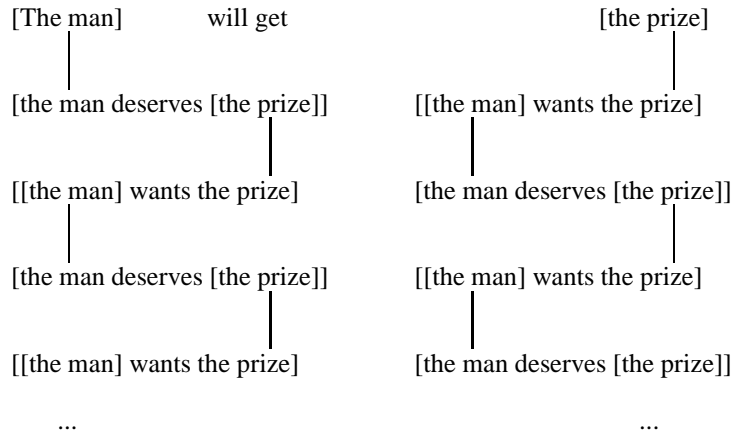 [The man] will get [the prize]
[the man deserves [the prize]] [[the man] wants the prize]
[[the man] wants the prize] [the man deserves [the prize]]
[the man deserves [the prize]] [[the man] wants the prize]
[[the man] wants the prize] [the man deserves [the prize]]
... ...